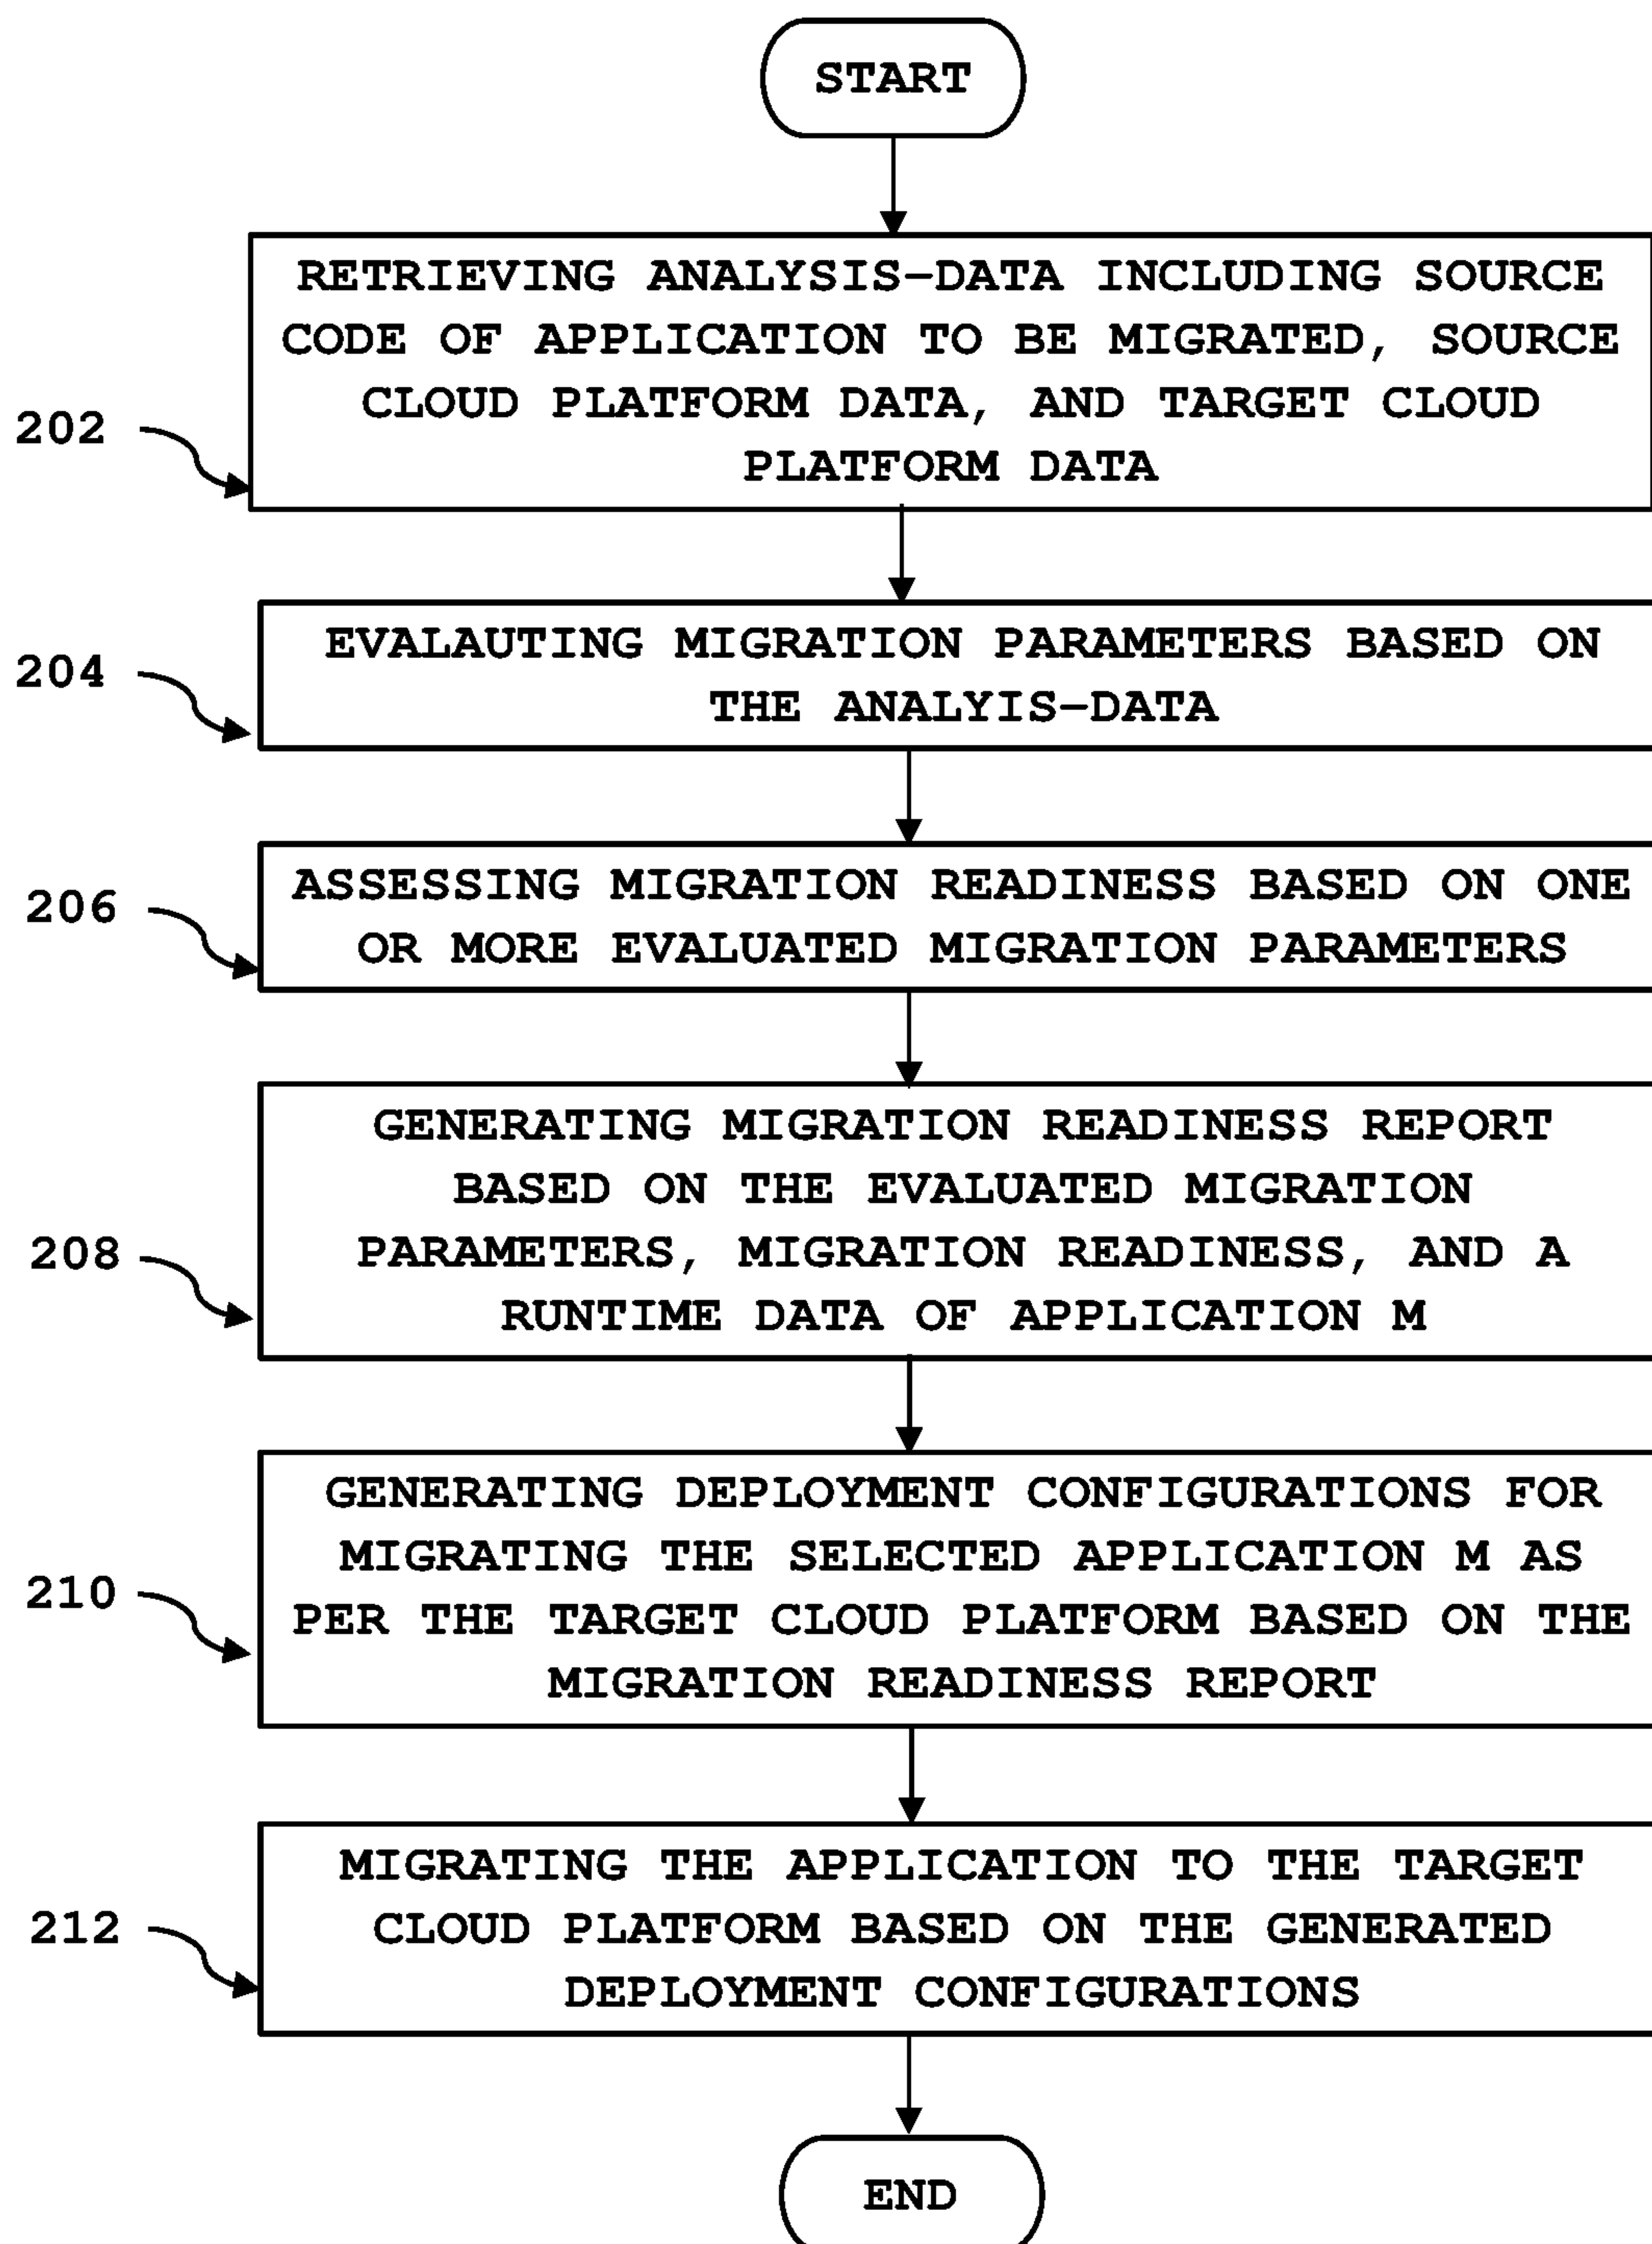 START
RETRIEVING ANALYSIS-DATA INCLUDING SOURCE
CODE OF APPLICATION TO BE MIGRATED, SOURCE
CLOUD PLATFORM DATA, AND TARGET CLOUD
PLATFORM DATA
202
EVALAUTING MIGRATION PARAMETERS BASED ON
THE ANALYIS-DATA
204
ASSESSING MIGRATION READINESS BASED ON ONE
OR MORE EVALUATED MIGRATION PARAMETERS
206
GENERATING MIGRATION READINESS REPORT
BASED ON THE EVALUATED MIGRATION
PARAMETERS, MIGRATION READINESS, AND A
RUNTIME DATA OF APPLICATION M
208
GENERATING DEPLOYMENT CONFIGURATIONS FOR
MIGRATING THE SELECTED APPLICATION M AS
PER THE TARGET CLOUD PLATFORM BASED ON THE
MIGRATION READINESS REPORT
210
MIGRATING THE APPLICATION TO THE TARGET
CLOUD PLATFORM BASED ON THE GENERATED
DEPLOYMENT CONFIGURATIONS
212
END